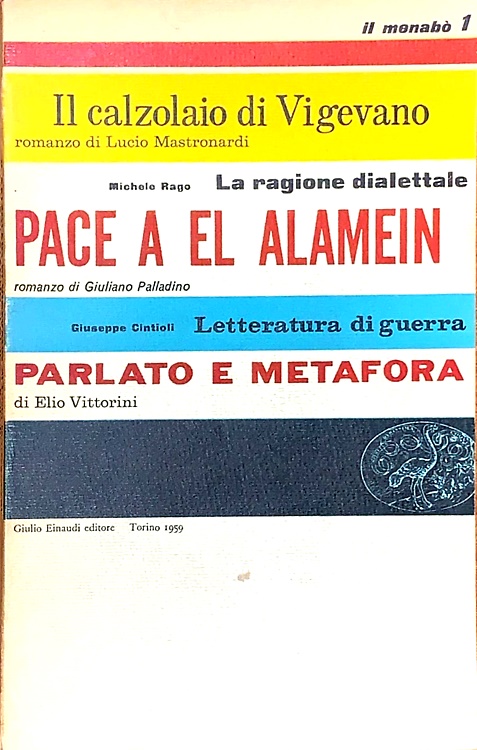 il menabò 1
Il calzolaio di Vigevano
romanzo di Lucio Mastronardi
Michele Rago La ragione dialettale
PACE A EL ALAMEIN
romanzo di Giuliano Palladino
Giuseppe Cintioli Letteratura di guerra
PARLATO E METAFORA
di Elio Vittorini
Giulio Einaudi editore Torino 1959